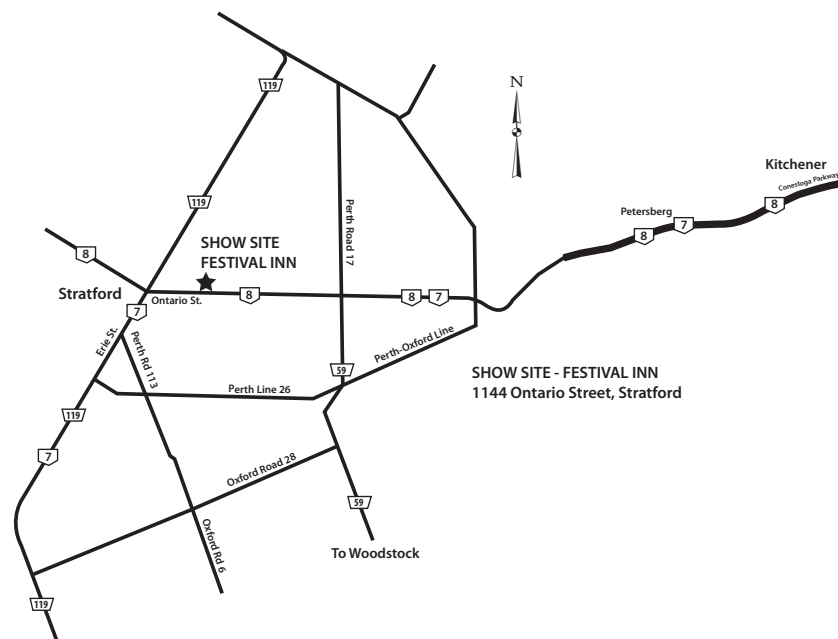 119
N
Kitchener
Conestoga Parkway
8
Petersberg
7
8
119
Perth Road 17
SHOW SITE
FESTIVAL INN
8
Stratford
Ontario St.
8
8
7
7
Erie St.
Perth Rd 113
Perth-Oxford Line
59
SHOW SITE - FESTIVAL INN
1144 Ontario Street, Stratford
Perth Line 26
119
7
Oxford Road 28
59
Oxford Rd 6
To Woodstock
119